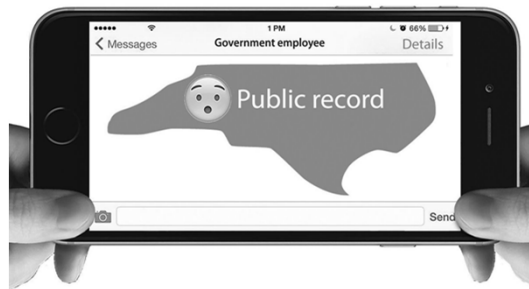 1 PM
66%
Messages
Government employee
Details
Public record
Send